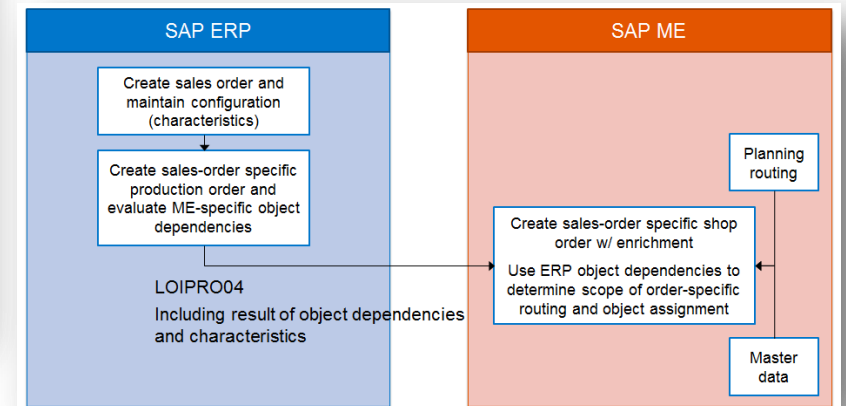 SAP ERP
SAP ME
Create sales order and
maintain configuration
(characteristics)
Create sales-order specific
production order and
evaluate ME-specific object
dependencies
Planning
routing
Create sales-order specific shop
order w/ enrichment
Use ERP object dependencies to
determine scope of order-specific
routing and object assignment
LOIPRO04
Including result of object dependencies
and characteristics
Master
data